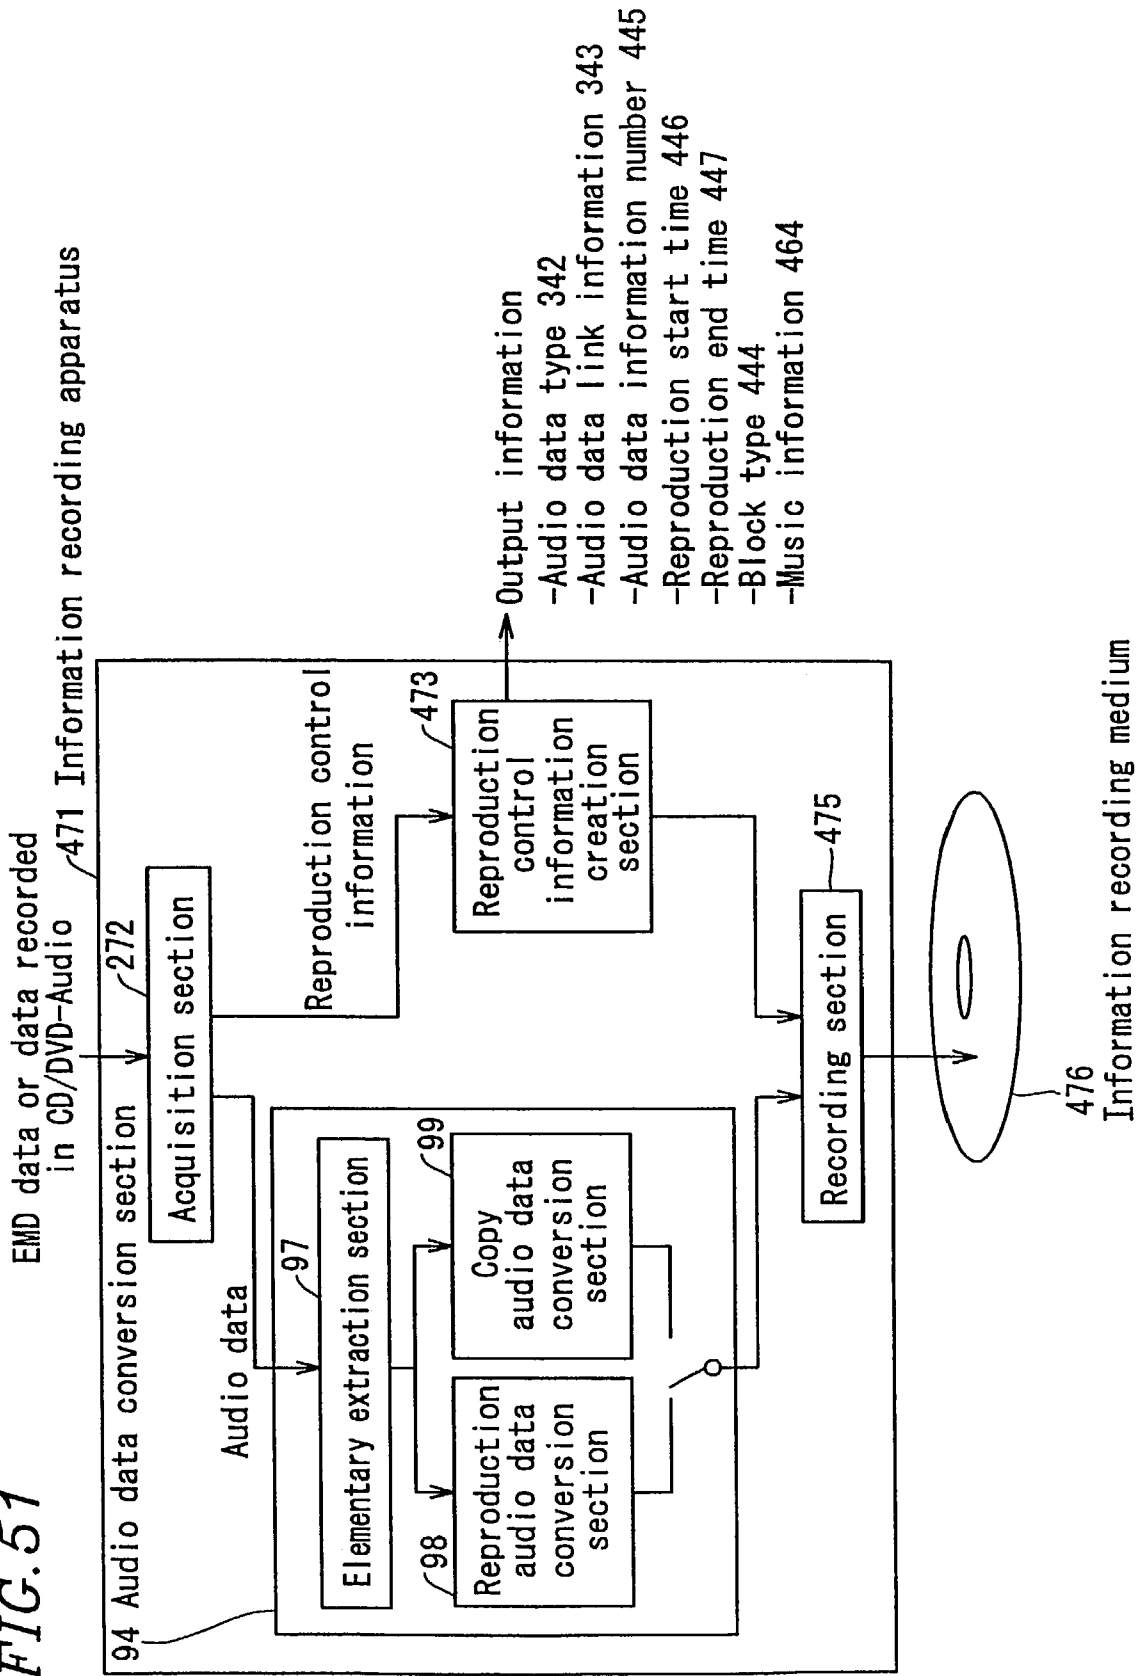 FIG.51
EMD data or data recorded
in CD/DVD-Audio
471 Information recording apparatus
94 Audio data conversion section
272
Acquisition section
Audio data
Reproduction control
information
97
Elementary extraction section
98
Reproduction
audio data
conversion
section
99
Copy
audio data
conversion
section
473
Reproduction
control
information
creation
section
Output information
-Audio data type 342
-Audio data link information 343
-Audio data information number 445
-Reproduction start time 446
-Reproduction end time 447
-Block type 444
-Music information 464
475
Recording section
476
Information recording medium